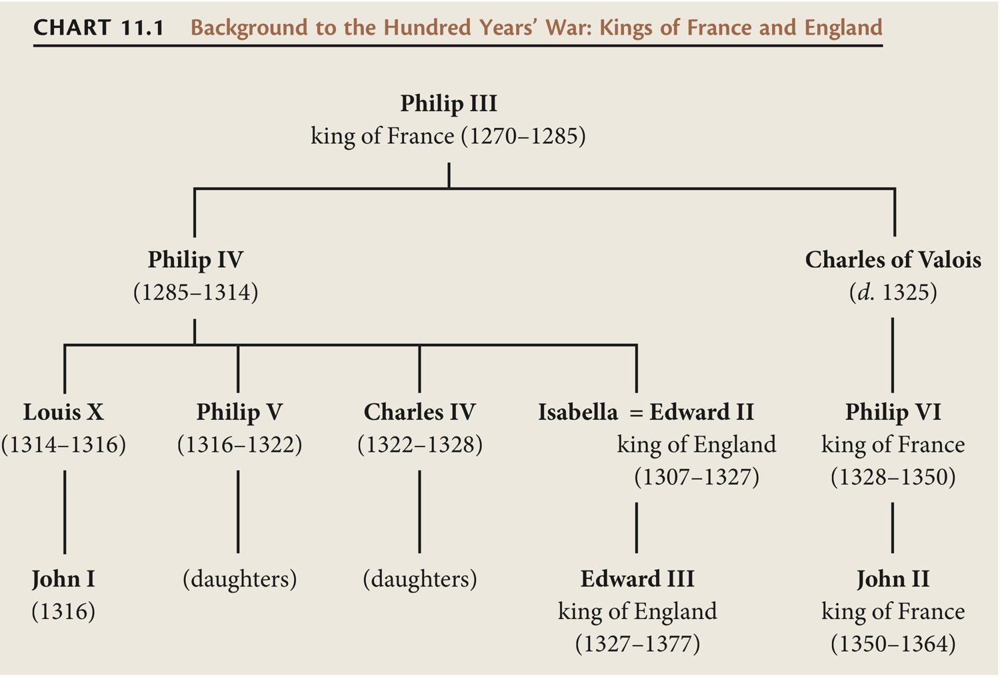 CHART 11.1 Background to the Hundred Years’ War: Kings of France and England
Philip III
king of France (1270–1285)
Philip IV
(1285–1314)
Charles of Valois
(d. 1325)
Louis X
(1314–1316)
Philip V
(1316–1322)
Charles IV
(1322–1328)
Isabella = Edward II
king of England
(1307–1327)
Philip VI
king of France
(1328–1350)
John I
(1316)
(daughters)
(daughters)
Edward III
king of England
(1327–1377)
John II
king of France
(1350–1364)